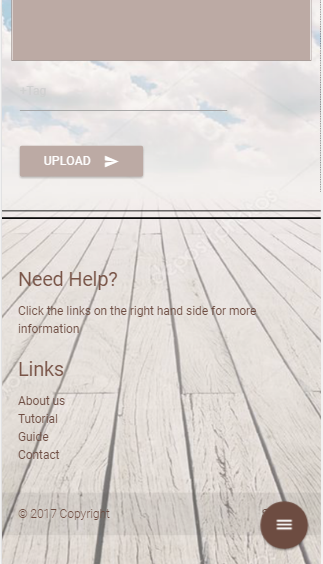 +Tag
UPLOAD
Need Help?
Click the links on the right hand side for more
information
Links
About us
Tutorial
Guide
Contact
© 2017 Copyright